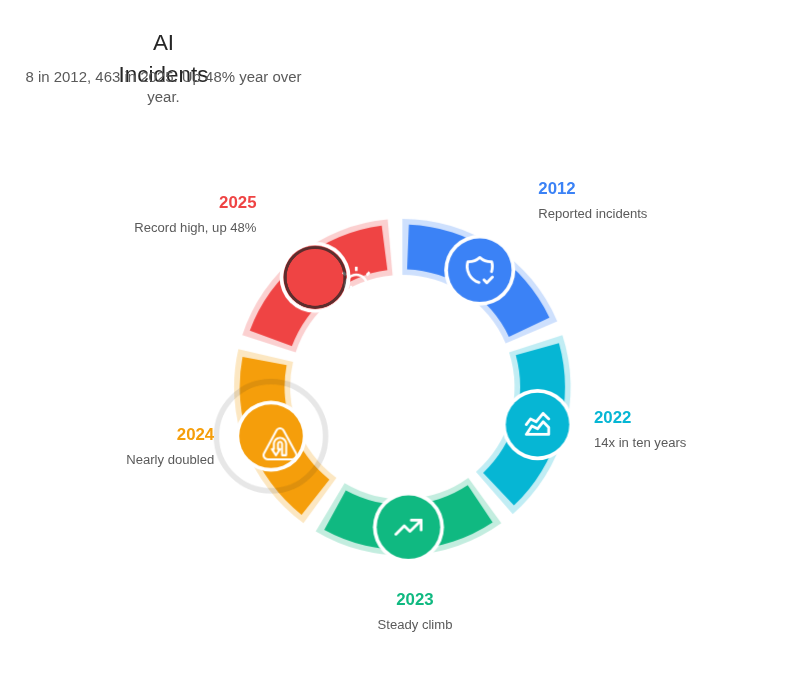 AI
Incidents
8 in 2012, 463 in 2025. Up 48% year over
year.
2025
Record high, up 48%
2012
Reported incidents
2022
14x in ten years
2024
Nearly doubled
2023
Steady climb